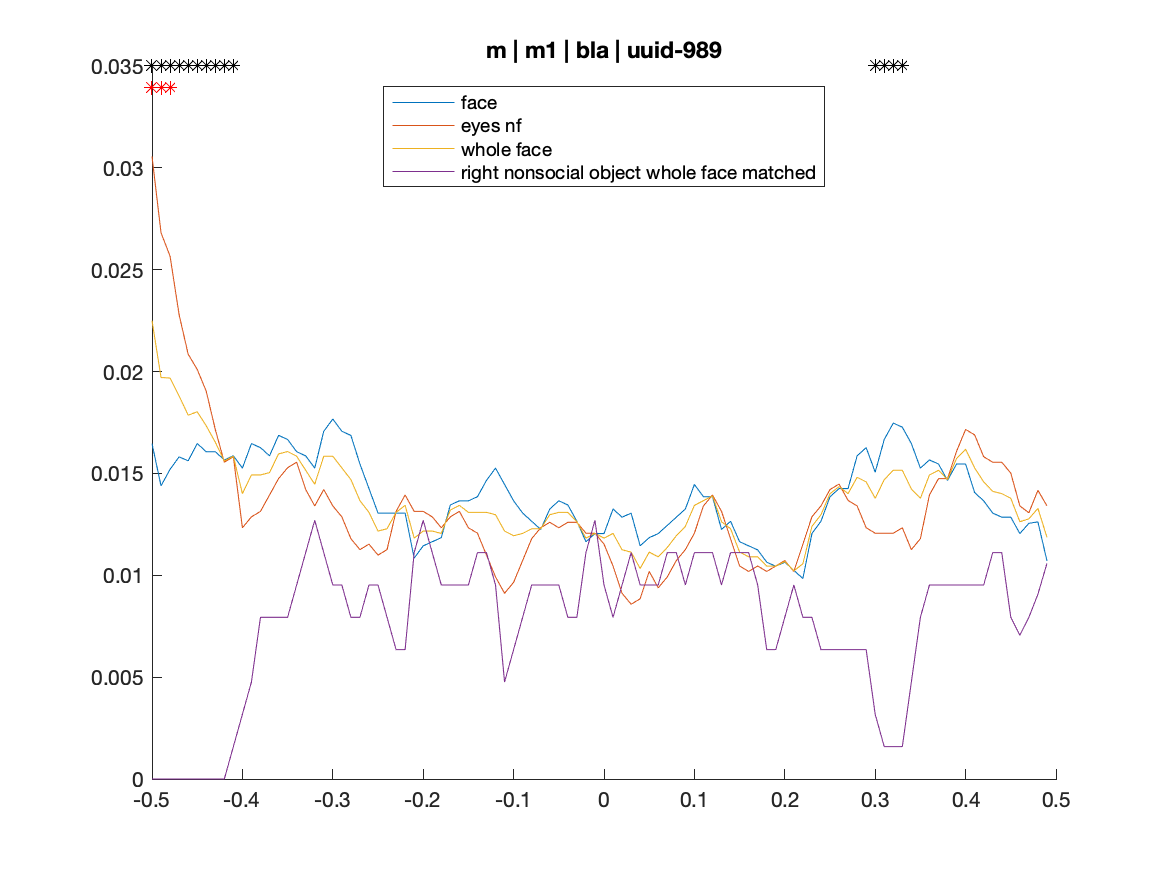 m | m1 | bla | uuid-989
face
eyes nf
whole face
right nonsocial object whole face matched
0.035
0.03
0.025
0.02
0.015
0.01
0.005
0
-0.5 -0.4 -0.3 -0.2 -0.1 0 0.1 0.2 0.3 0.4 0.5